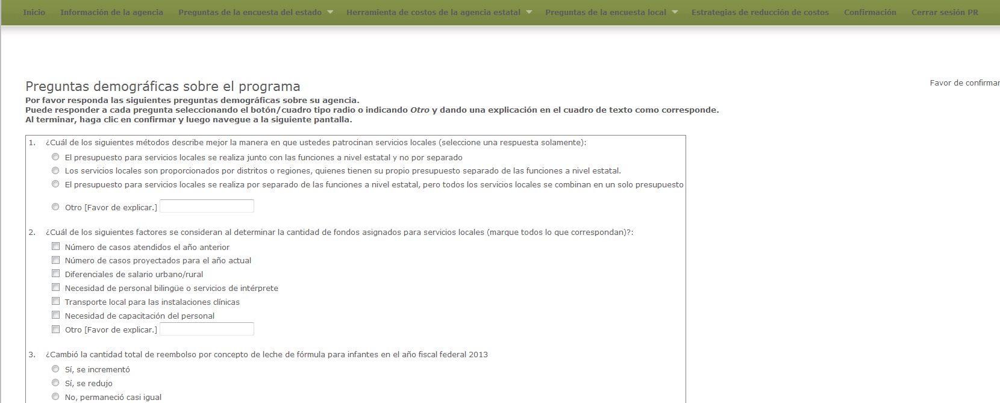 Inicio Información de la agencia Preguntas de la encuesta del estado Herramienta de costos de la agencia estatal Preguntas de la encuesta local Estrategias de reducción de costos Confirmación Cerrar sesión PR
Favor de confirmar
Preguntas demográficas sobre el programa
Por favor responda las siguientes preguntas demográficas sobre su agencia.
Puede responder a cada pregunta seleccionando el botón/cuadro tipo radio o indicando Otro y dando una explicación en el cuadro de texto como corresponde.
Al terminar, haga clic en confirmar y luego navegue a la siguiente pantalla.
1. ¿Cuál de los siguientes métodos describe mejor la manera en que ustedes patrocinan servicios locales (seleccione una respuesta solamente):
El presupuesto para servicios locales se realiza junto con las funciones a nivel estatal y no por separado
Los servicios locales son proporcionados por distritos o regiones, quienes tienen su propio presupuesto separado de las funciones a nivel estatal.
El presupuesto para servicios locales se realiza por separado de las funciones a nivel estatal, pero todos los servicios locales se combinan en un solo presupuesto
Otro [Favor de explicar.]
2. ¿Cuál de los siguientes factores se consideran al determinar la cantidad de fondos asignados para servicios locales (marque todos lo que correspondan)?:
Número de casos atendidos el año anterior
Número de casos proyectados para el año actual
Diferenciales de salario urbano/rural
Necesidad de personal bilingüe o servicios de intérprete
Transporte local para las instalaciones clínicas
Necesidad de capacitación del personal
Otro [Favor de explicar.]
3. ¿Cambió la cantidad total de reembolso por concepto de leche de fórmula para infantes en el año fiscal federal 2013
Sí, se incrementó
Sí, se redujo
No, permaneció casi igual